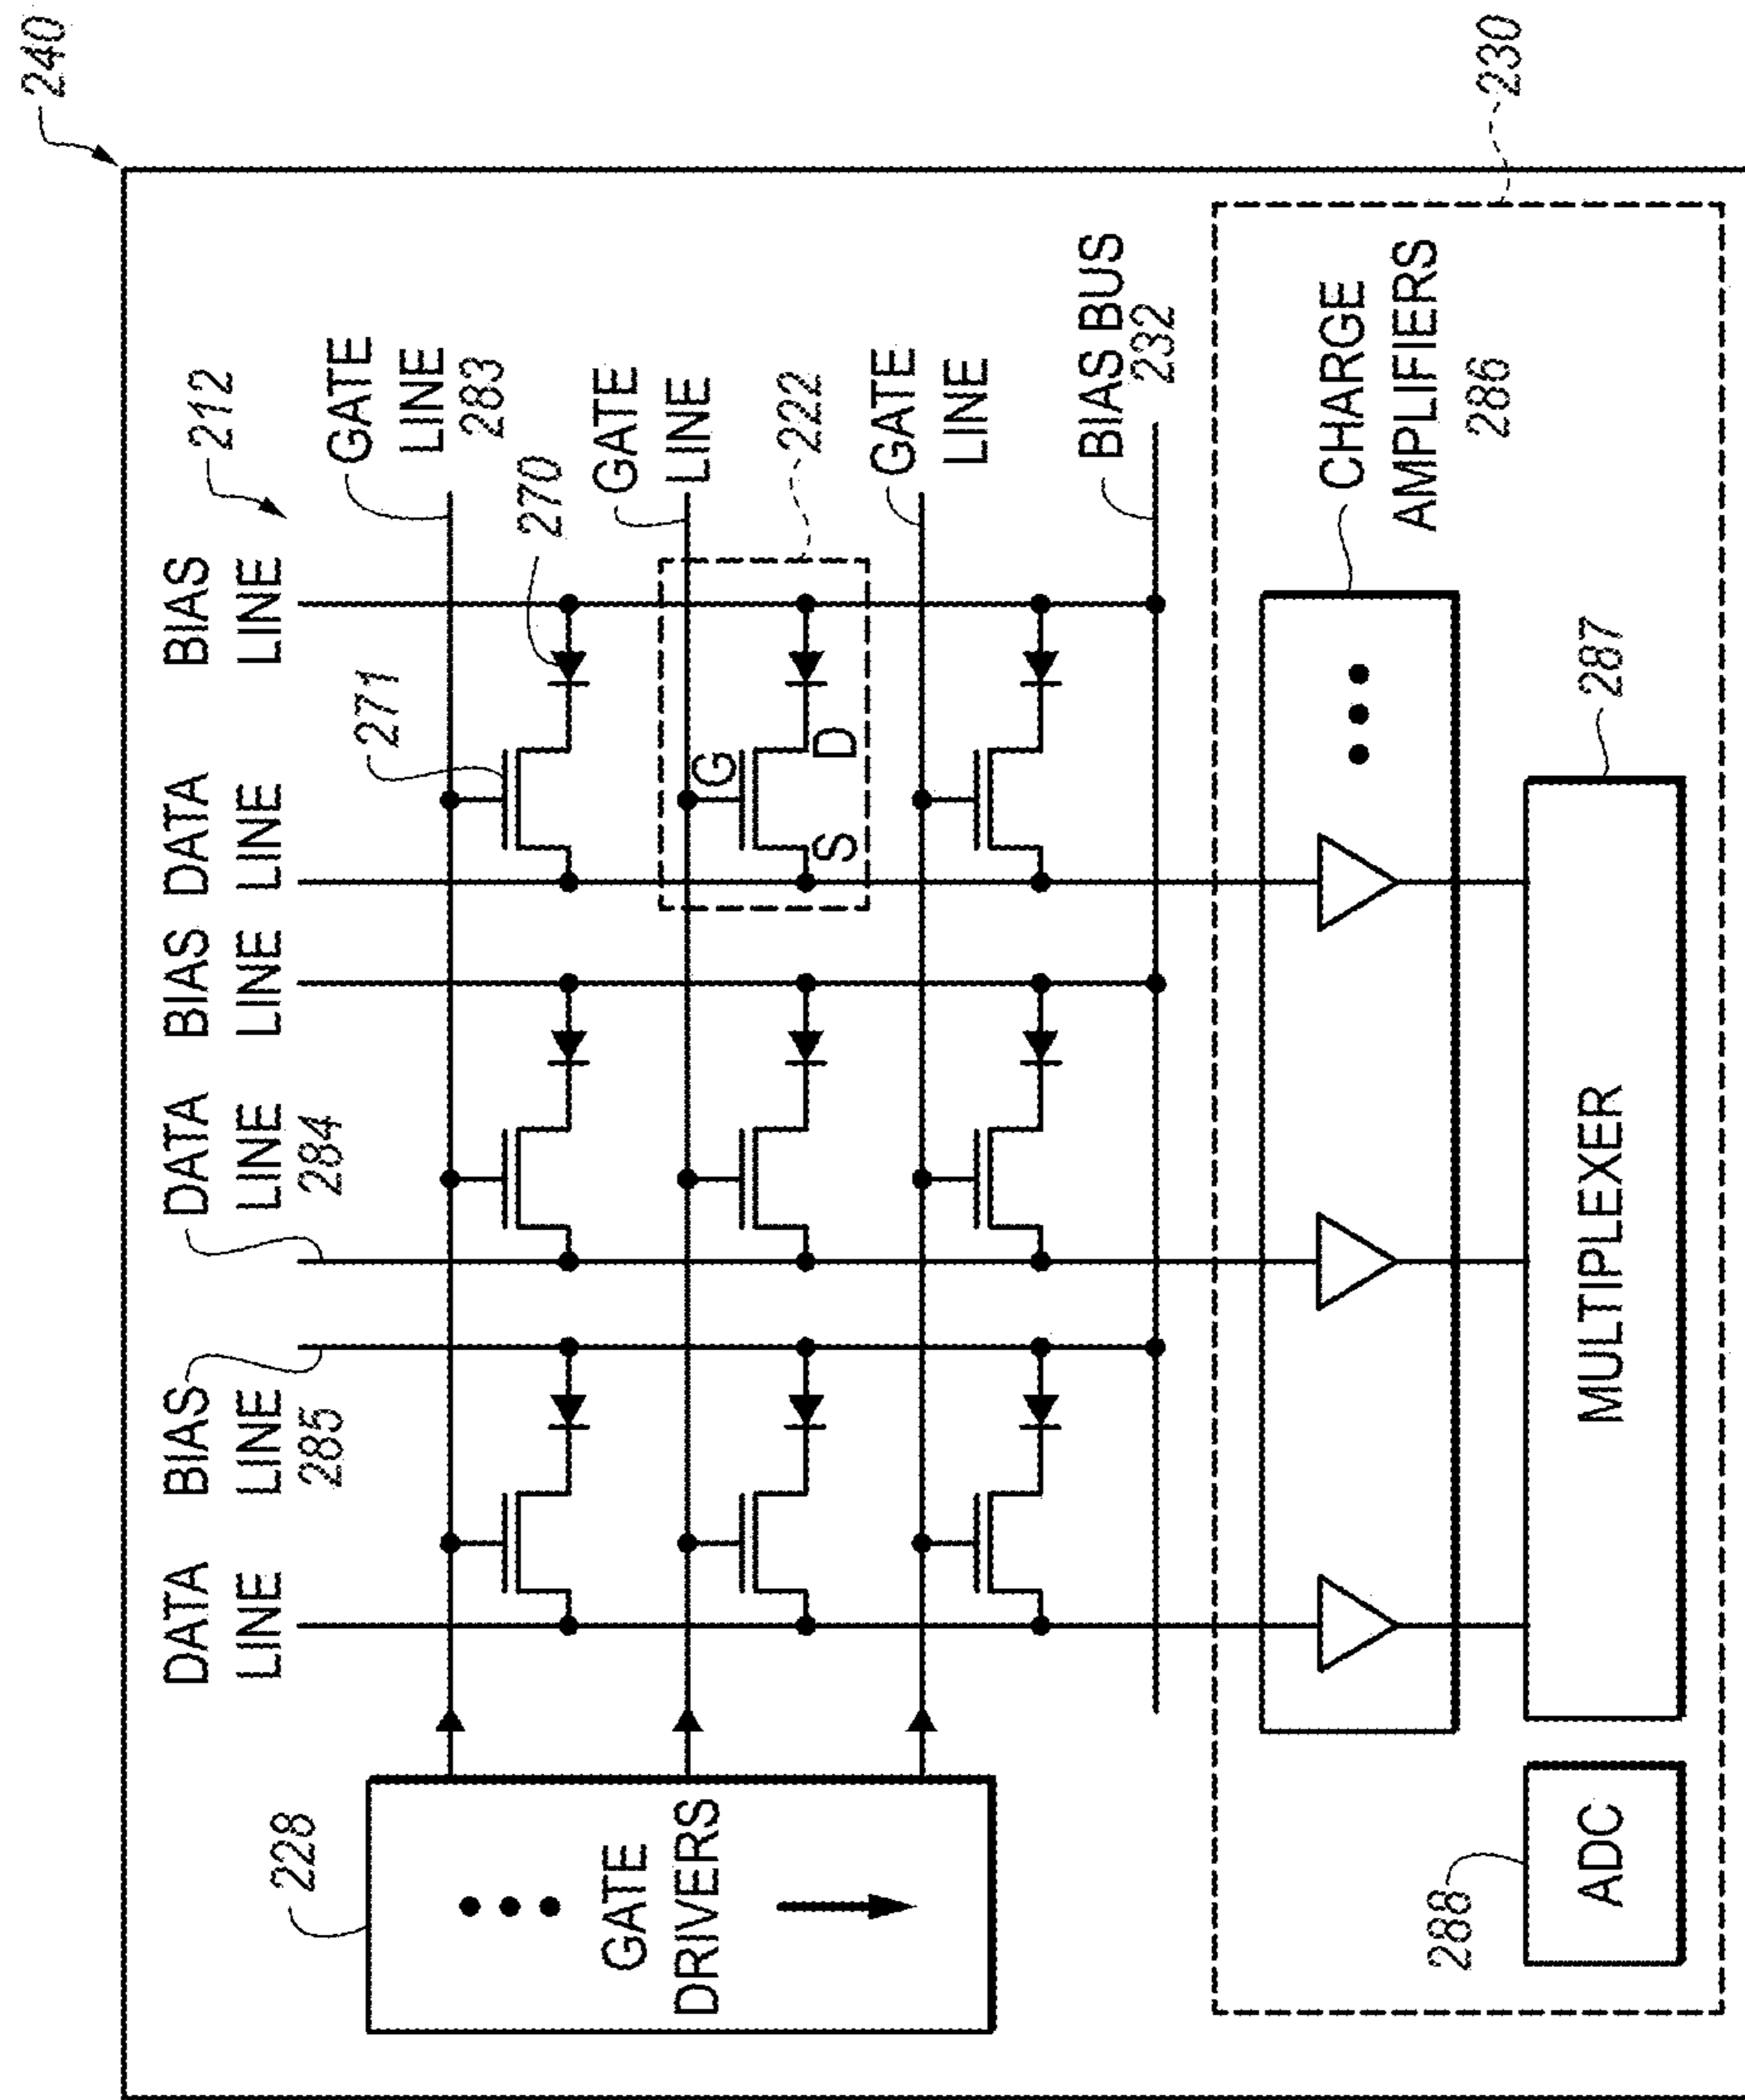 240
212
DATA
LINE
BIAS
LINE
285
DATA
LINE
284
BIAS
LINE
DATA
LINE
BIAS
LINE
228
271
270
GATE
LINE
283
GATE
DRIVERS
G
S
D
GATE
LINE
222
GATE
LINE
BIAS BUS
232
CHARGE
AMPLIFIERS
286
230
288
ADC
MULTIPLEXER
287